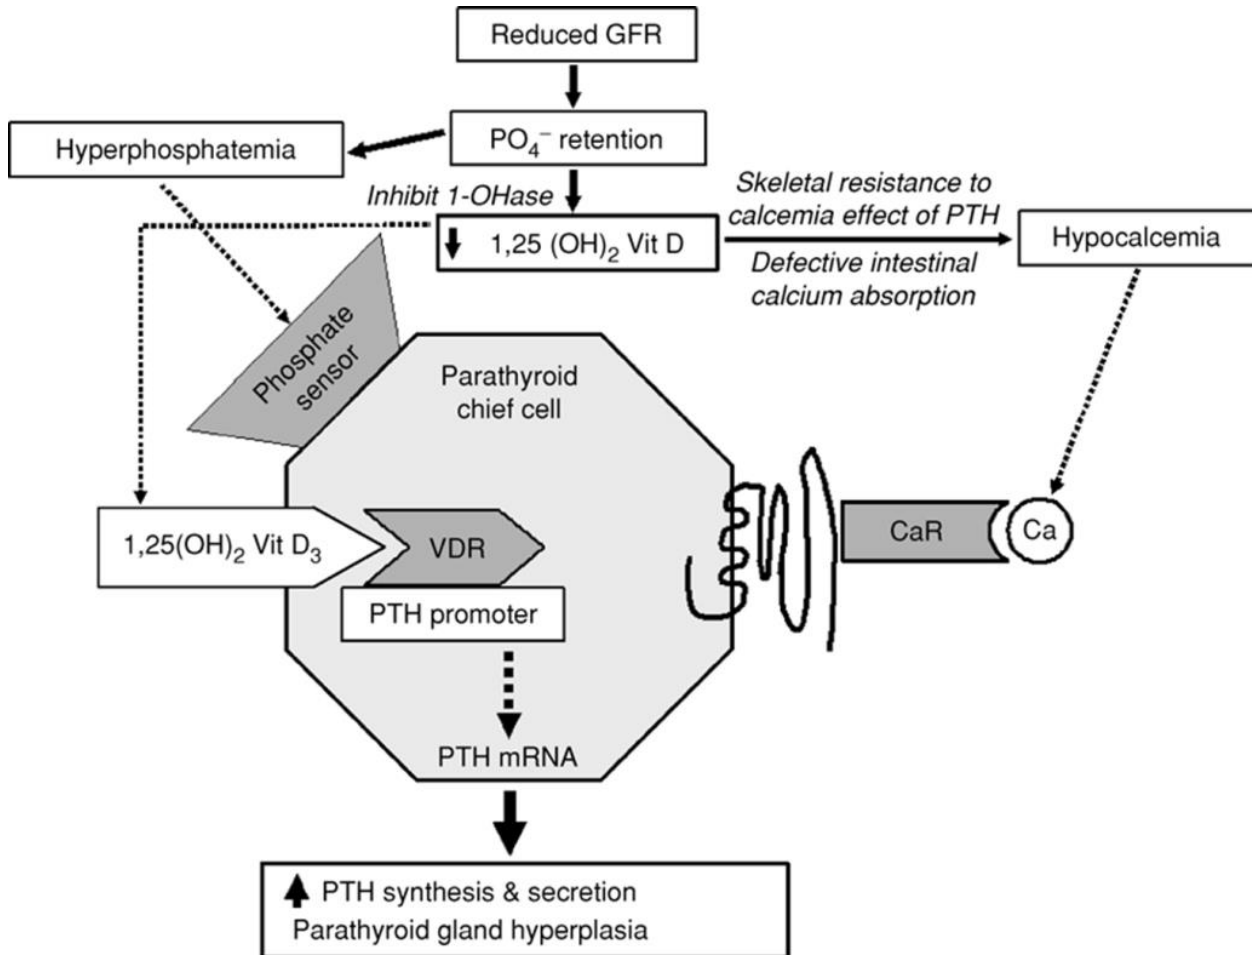 Reduced GFR
PO₄⁻ retention
Hyperphosphatemia
Inhibit 1-OHase
1,25 (OH)₂ Vit D
Skeletal resistance to
calcemia effect of PTH
Defective intestinal
calcium absorption
Hypocalcemia
Phosphate
sensor
Parathyroid
chief cell
1,25(OH)₂ Vit D₃
VDR
PTH promoter
CaR
Ca
PTH mRNA
PTH synthesis & secretion
Parathyroid gland hyperplasia